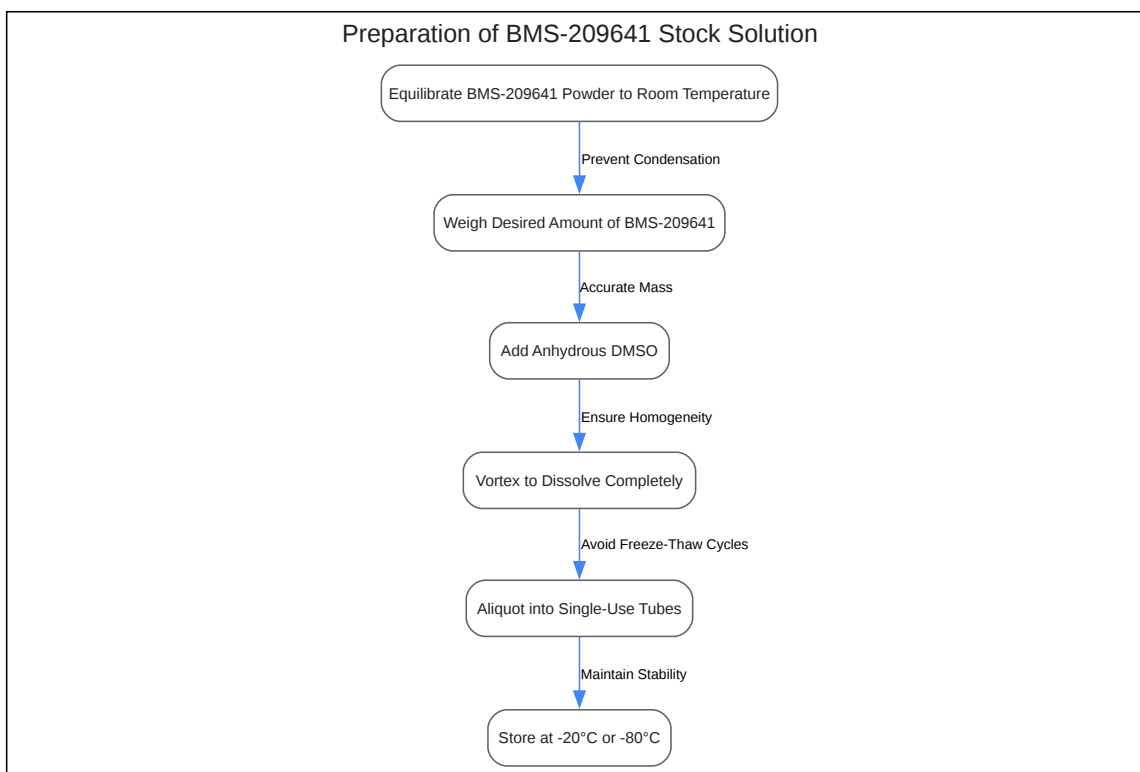 Preparation of BMS-209641 Stock Solution
Equilibrate BMS-209641 Powder to Room Temperature
Prevent Condensation
Weigh Desired Amount of BMS-209641
Accurate Mass
Add Anhydrous DMSO
Ensure Homogeneity
Vortex to Dissolve Completely
Avoid Freeze-Thaw Cycles
Aliquot into Single-Use Tubes
Maintain Stability
Store at -20°C or -80°C